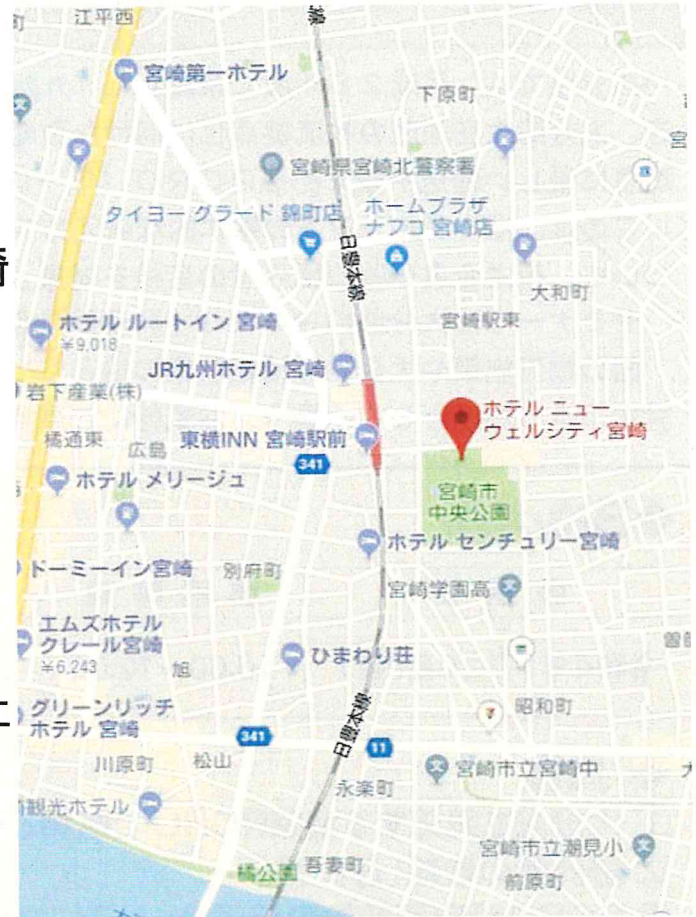 町
江平西
宮崎第一ホテル
下原町
宮
宮崎県宮崎北警察署
タイヨー グラード 錦町店
ホームプラザ
ナフコ 宮崎店
日豊本線
崎
大和町
宮崎駅東
ホテル ルートイン 宮崎
¥9,018
JR九州ホテル 宮崎
岩下産業(株)
ホテル ニュー
ウェルシティ宮崎
橘通東
広島
東横INN 宮崎駅前
341
ホテル メリージュ
宮崎市
中央公園
ホテル センチュリー宮崎
ドーミーイン宮崎
別府町
宮崎学園高
エムズホテル
クレール宮崎
¥6,243
旭
ひまわり荘
グリーンリッチ
ホテル 宮崎
昭和町
日豊本線
341
11
川原町
松山
宮崎市立宮崎中
永楽町
観光ホテル
宮崎市立潮見小
橘公園
吾妻町
前原町